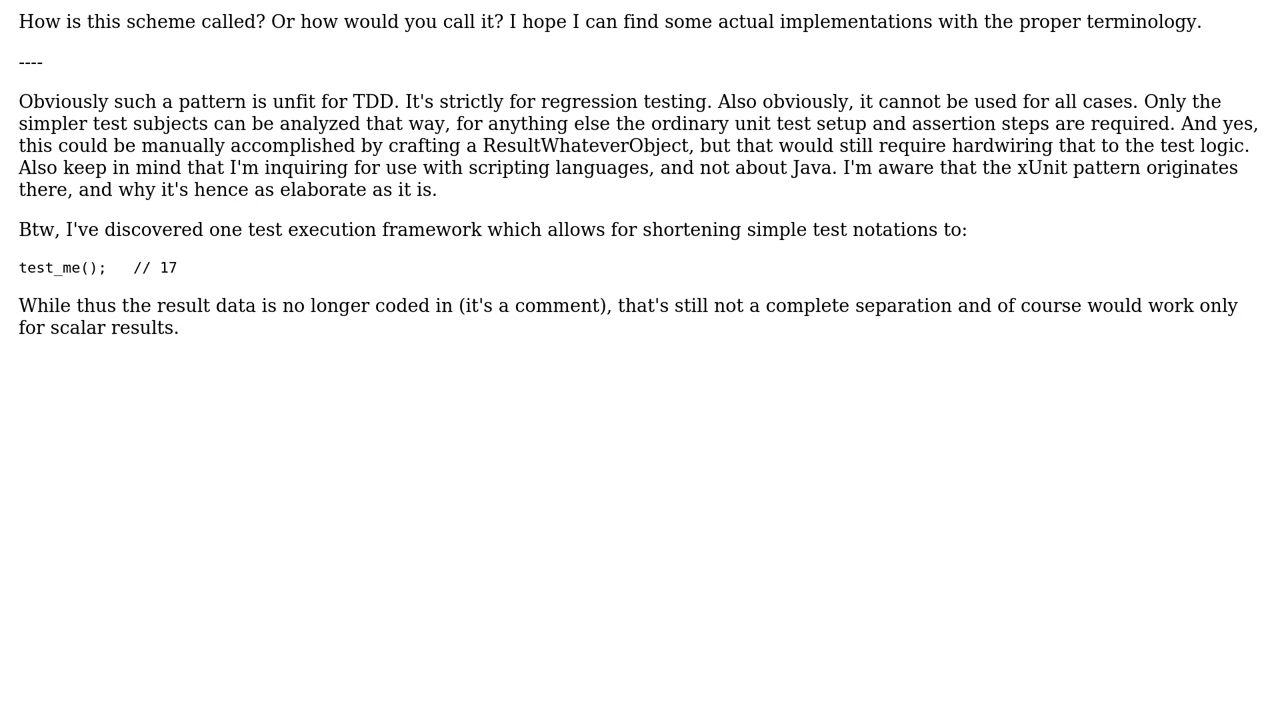 How is this scheme called? Or how would you call it? I hope I can find some actual implementations with the proper terminology.
----
Obviously such a pattern is unfit for TDD. It's strictly for regression testing. Also obviously, it cannot be used for all cases. Only the
simpler test subjects can be analyzed that way, for anything else the ordinary unit test setup and assertion steps are required. And yes,
this could be manually accomplished by crafting a ResultWhateverObject, but that would still require hardwiring that to the test logic.
Also keep in mind that I'm inquiring for use with scripting languages, and not about Java. I'm aware that the xUnit pattern originates
there, and why it's hence as elaborate as it is.
Btw, I've discovered one test execution framework which allows for shortening simple test notations to:
test_me();   // 17
While thus the result data is no longer coded in (it's a comment), that's still not a complete separation and of course would work only
for scalar results.